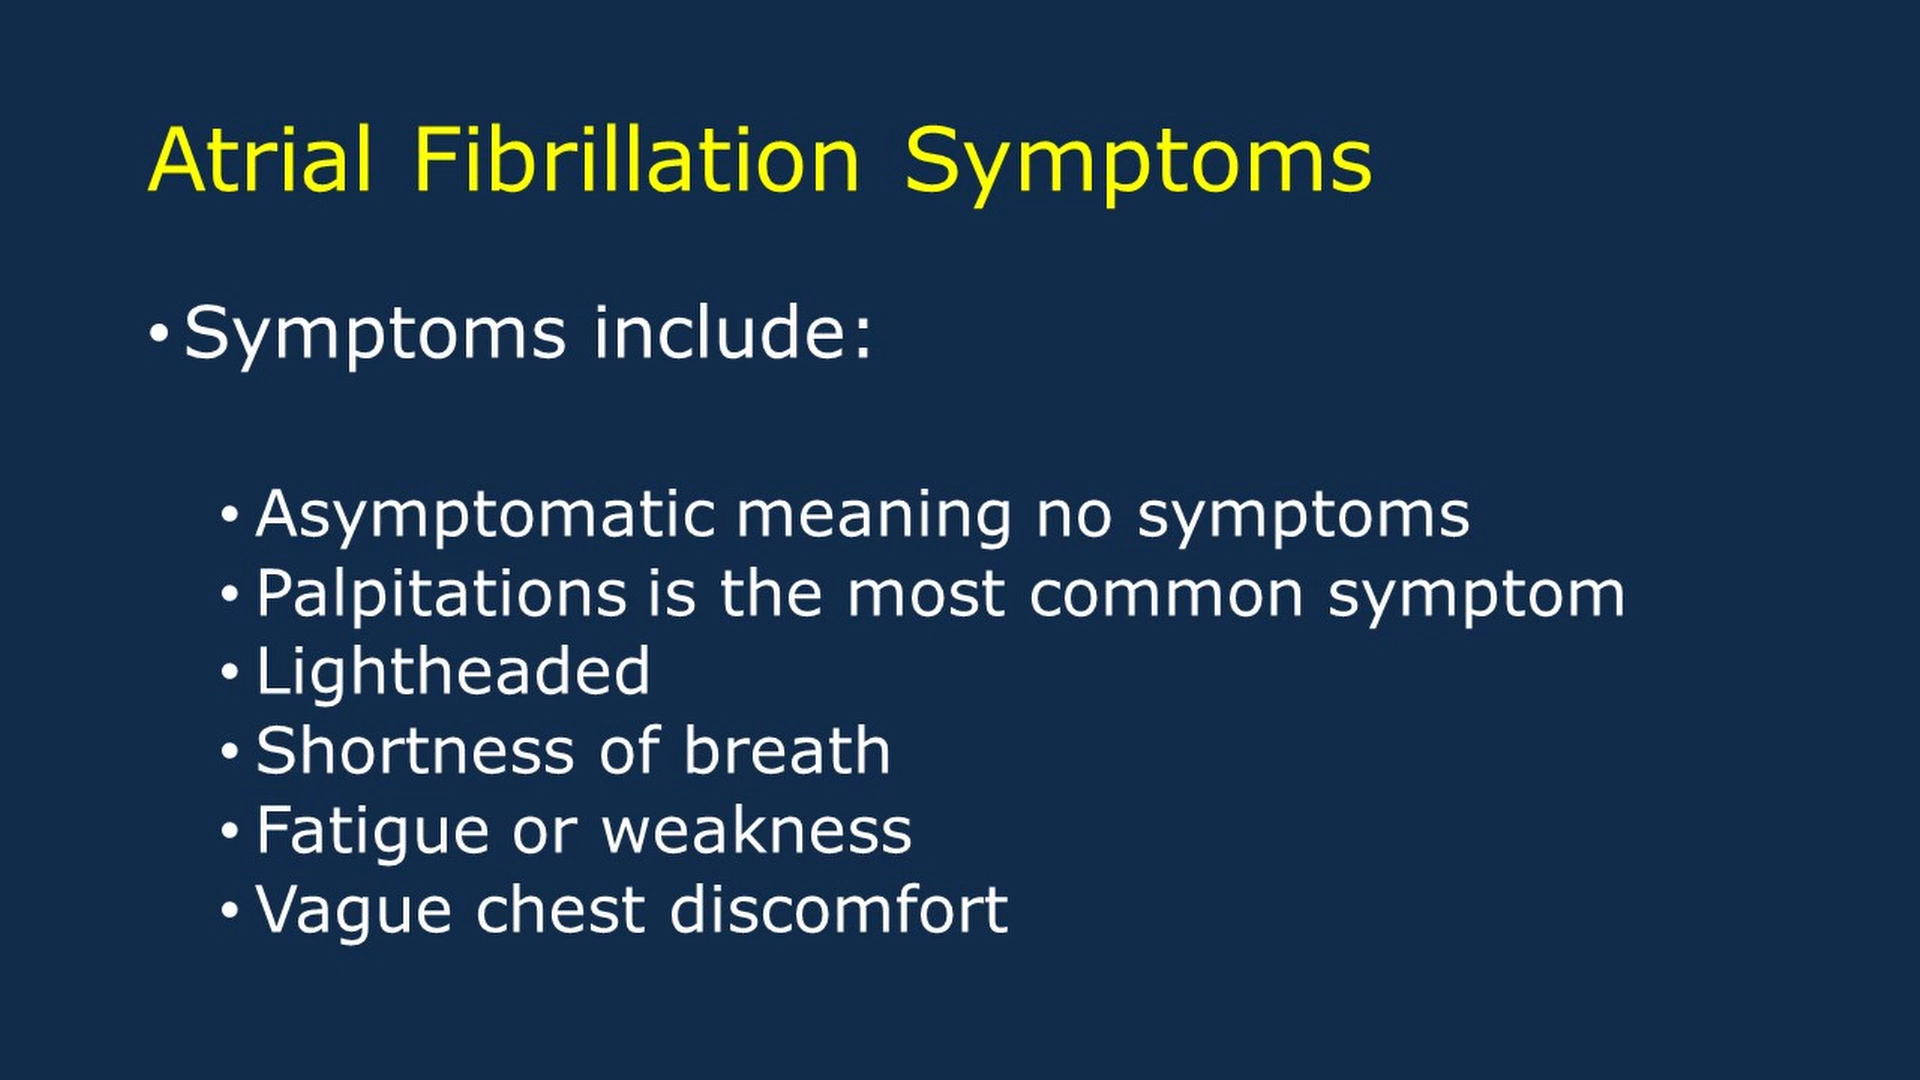 Atrial Fibrillation Symptoms
• Symptoms include:
• Asymptomatic meaning no symptoms
• Palpitations is the most common symptom
• Lightheaded
• Shortness of breath
• Fatigue or weakness
• Vague chest discomfort